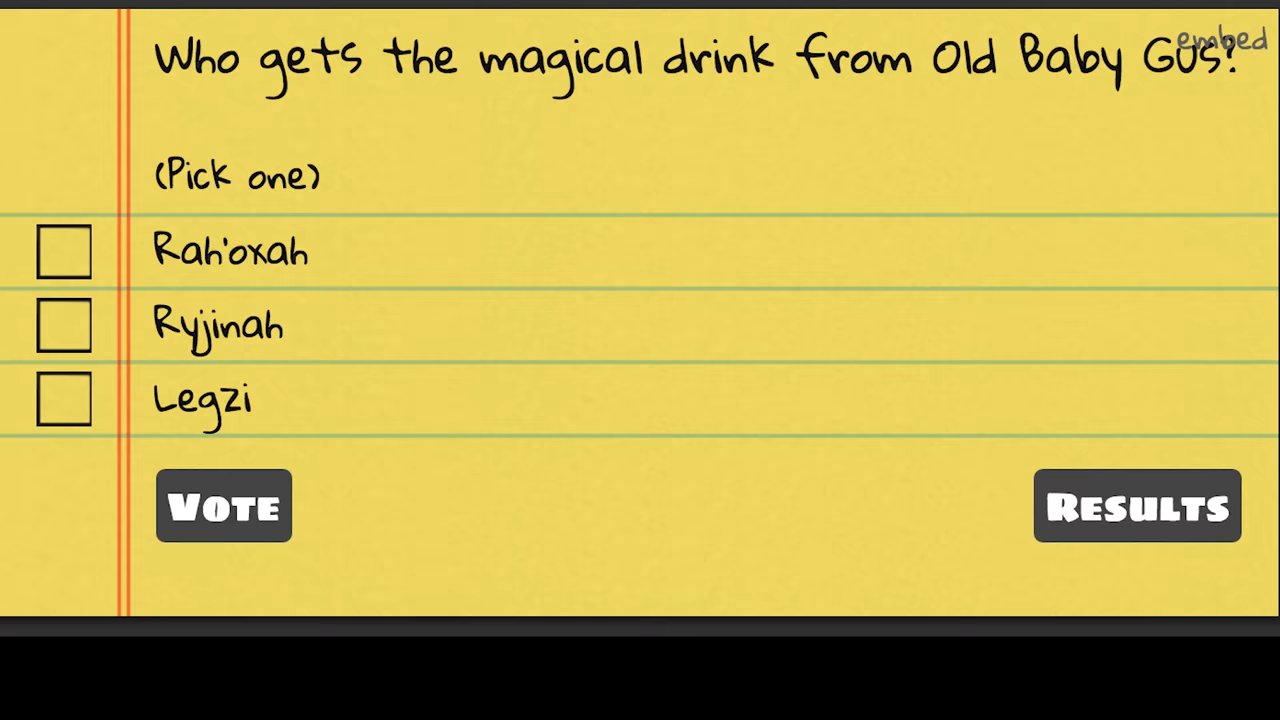 Who gets the magical drink from Old Baby Gus?
embed
(Pick one)
Rah'oxah
Ryjinah
Legzi
Vote
Results